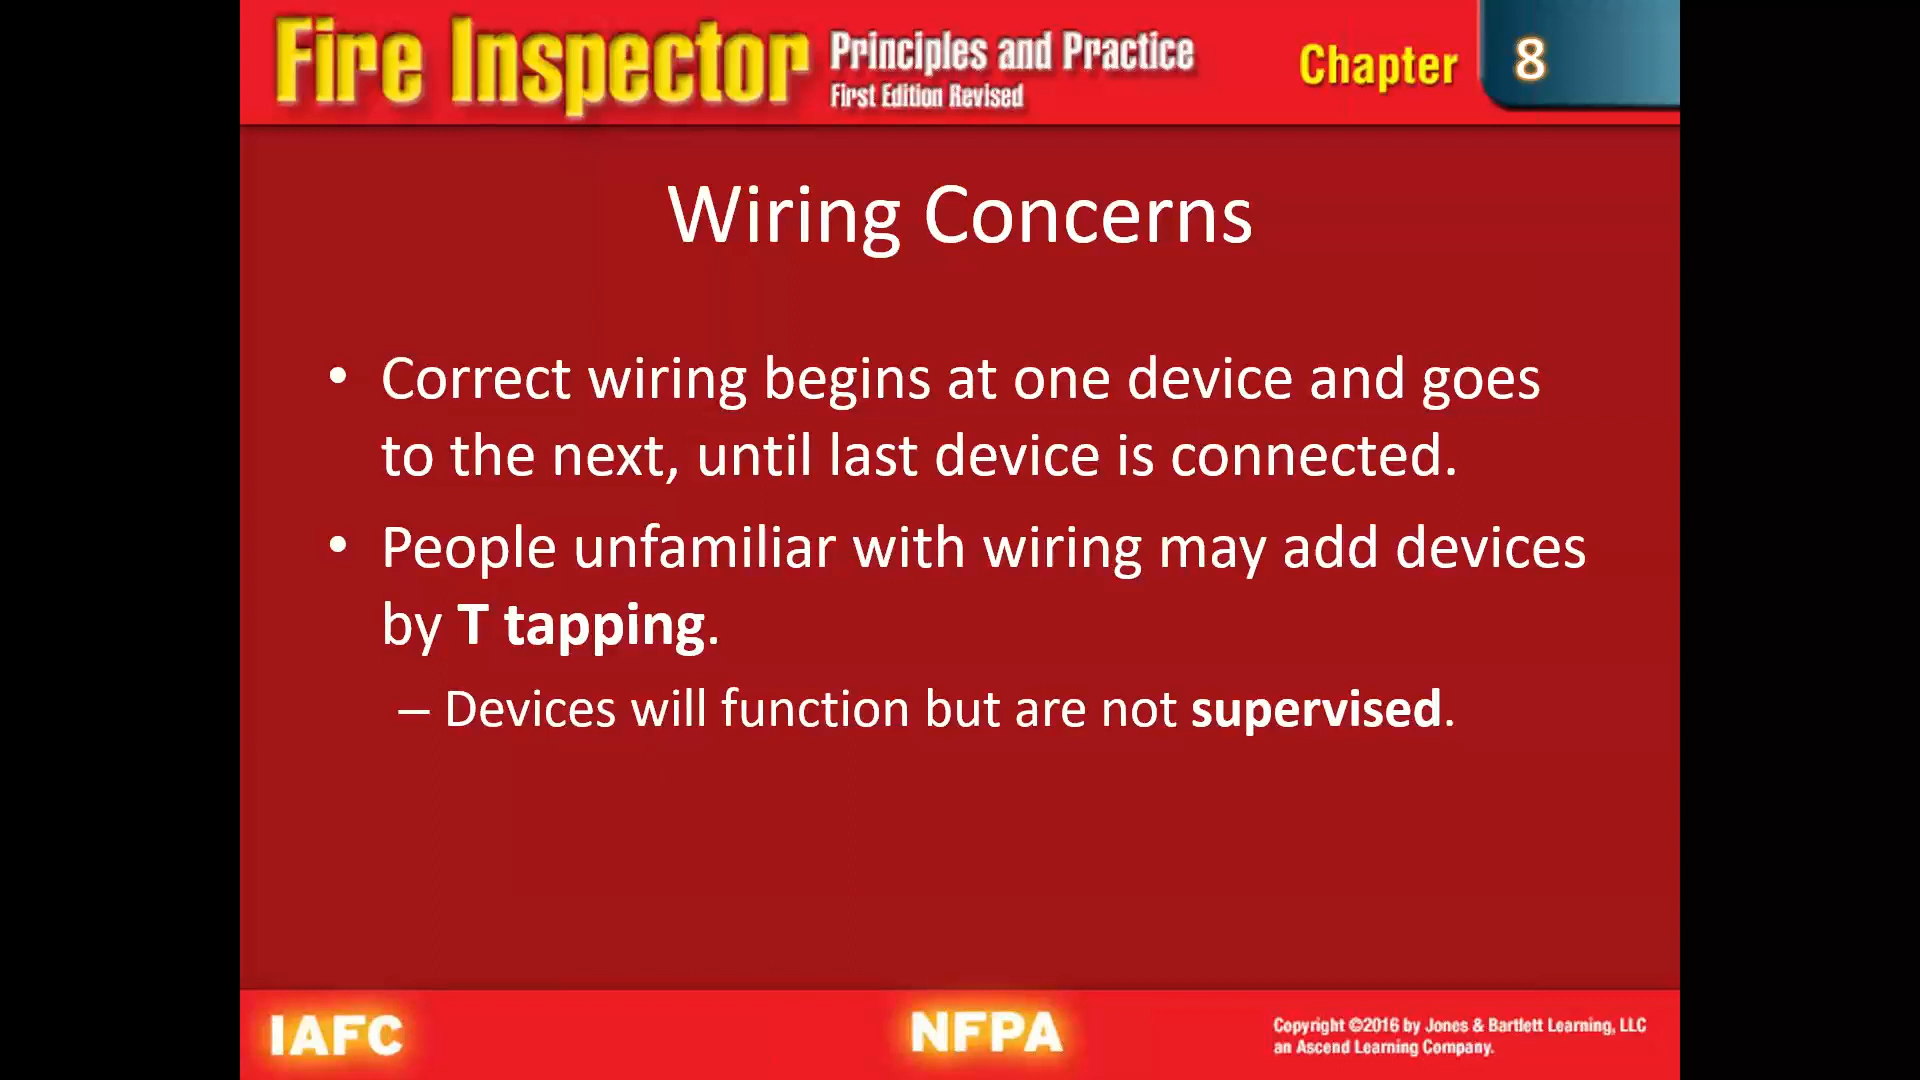 Fire Inspector Principles and Practice
First Edition Revised
Chapter 8
Wiring Concerns
• Correct wiring begins at one device and goes
to the next, until last device is connected.
• People unfamiliar with wiring may add devices
by T tapping.
– Devices will function but are not supervised.
IAFC
NFPA
Copyright ©2016 by Jones & Bartlett Learning, LLC
an Ascend Learning Company.